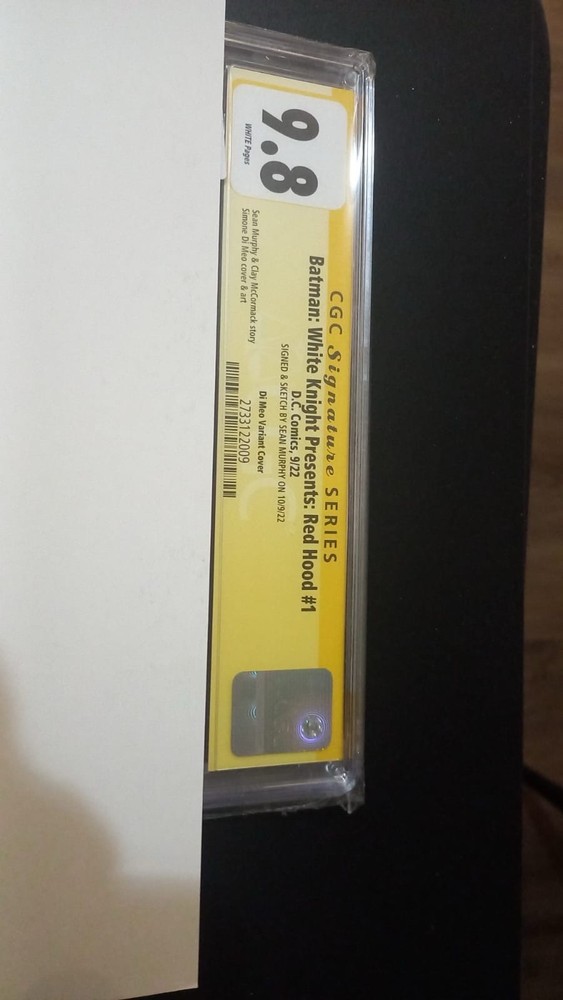 CGC Signature SERIES
9.8
WHITE Pages
Batman: White Knight Presents: Red Hood #1
D.C. Comics, 9/22
SIGNED & SKETCH BY SEAN MURPHY ON 10/9/22
Sean Murphy & Clay McCormack story
Simone Di Meo cover & art
Di Meo Variant Cover
2733122009